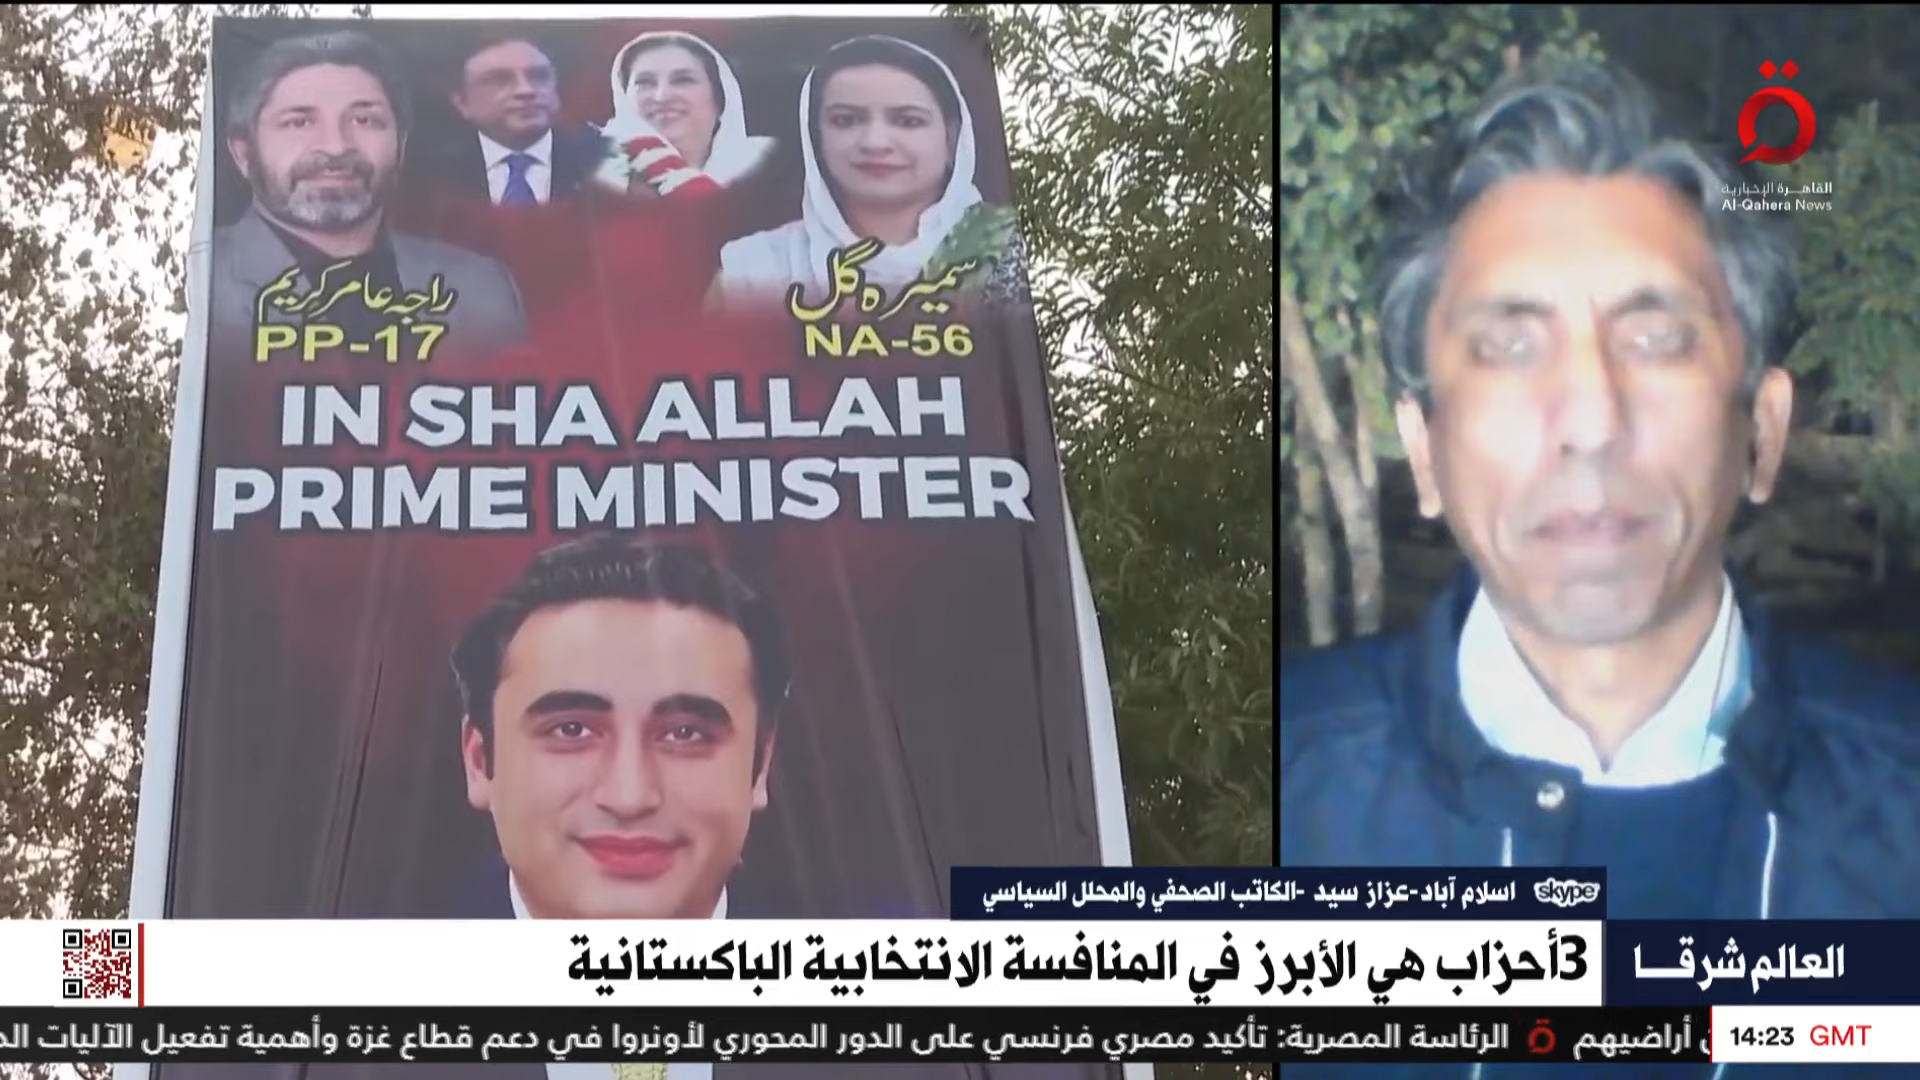 القاهرة الإخبارية
Al-Qahera News
راجہ عامر کریم
PP-17
سمیرہ گل
NA-56
IN SHA ALLAH
PRIME MINISTER
skype اسلام آباد-عزاز سيد -الكاتب الصحفي والمحلل السياسي
العالم شرقا
3أحزاب هي الأبرز في المنافسة الانتخابية الباكستانية
أراضيهم
الرئاسة المصرية: تأكيد مصري فرنسي على الدور المحوري لأونروا في دعم قطاع غزة وأهمية تفعيل الآليات
14:23 GMT